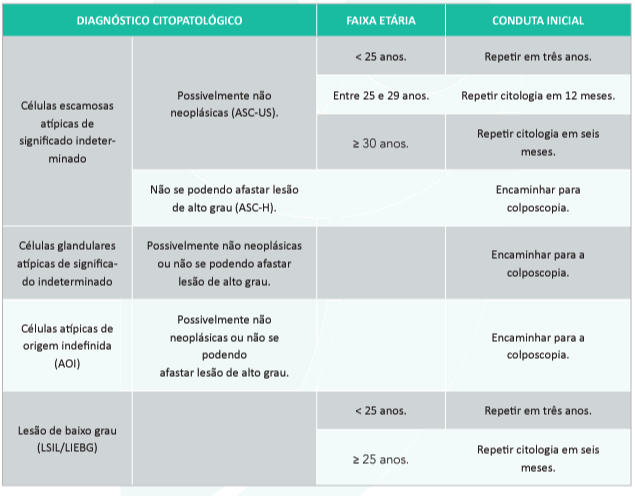 DIAGNÓSTICO CITOPATOLÓGICO
FAIXA ETÁRIA
CONDUTA INICIAL
Células escamosas
atípicas de
significado indeter-
minado
Possivelmente não
neoplásicas (ASC-US).
< 25 anos.
Repetir em três anos.
Entre 25 e 29 anos.
Repetir citologia em 12 meses.
≥ 30 anos.
Repetir citologia em seis
meses.
Não se podendo afastar lesão
de alto grau (ASC-H).
Encaminhar para
colposcopia.
Células glandulares
atípicas de significa-
do indeterminado
Possivelmente não neoplásicas
ou não se podendo afastar
lesão de alto grau.
Encaminhar para a
colposcopia.
Células atípicas de
origem indefinida
(AOI)
Possivelmente não
neoplásicas ou não se
podendo
afastar lesão de alto grau.
Encaminhar para a
colposcopia.
Lesão de baixo grau
(LSIL/LIEBG)
< 25 anos.
Repetir em três anos.
≥ 25 anos.
Repetir citologia em seis
meses.